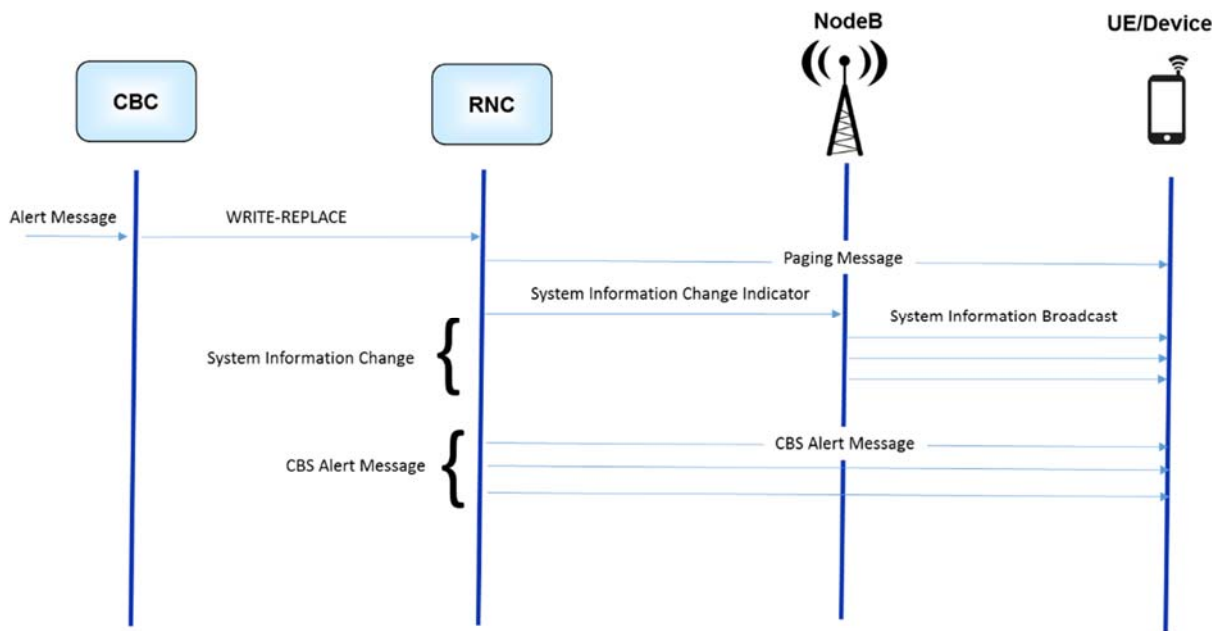 NodeB
UE/Device
CBC
RNC
Alert Message
WRITE-REPLACE
Paging Message
System Information Change Indicator
System Information Broadcast
System Information Change
CBS Alert Message
CBS Alert Message